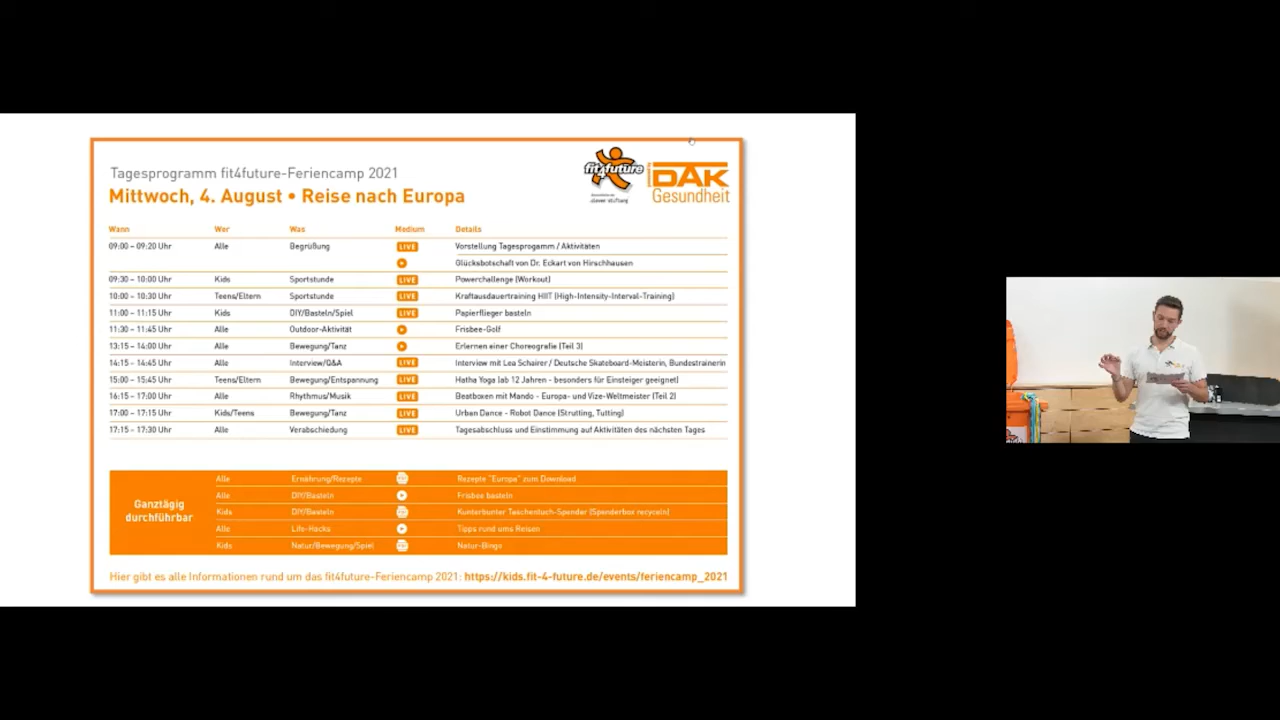 Tagesprogramm fit4future-Feriencamp 2021
Mittwoch, 4. August • Reise nach Europa
fit4future
DAK
Gesundheit
Wann Wer Was Medium Details
09:00 – 09:20 Uhr Alle Begrüßung LIVE Vorstellung Tagesprogamm / Aktivitäten
Glücksbotschaft von Dr. Eckart von Hirschhausen
09:30 – 10:00 Uhr Kids Sportstunde LIVE Powerchallenge (Workout)
10:00 - 10:30 Uhr Teens/Eltern Sportstunde LIVE Kraftausdauertraining HIIT (High-Intensity-Interval-Training)
11:00 - 11:15 Uhr Kids DIY/Basteln/Spiel LIVE Papierflieger basteln
11:30 – 11:45 Uhr Alle Outdoor-Aktivität Frisbee-Golf
13:15 – 14:00 Uhr Alle Bewegung/Tanz Erlernen einer Choreografie (Teil 3)
14:15 - 14:45 Uhr Alle Interview/Q&A LIVE Interview mit Lea Schairer / Deutsche Skateboard-Meisterin, Bundestrainerin
15:00 – 15:45 Uhr Teens/Eltern Bewegung/Entspannung LIVE Hatha Yoga (ab 12 Jahren - besonders für Einsteiger geeignet)
16:15 - 17:00 Uhr Alle Rhythmus/Musik LIVE Beatboxen mit Mando - Europa- und Vize-Weltmeister (Teil 2)
17:00 – 17:15 Uhr Kids/Teens Bewegung/Tanz LIVE Urban Dance - Robot Dance (Strutting, Tutting)
17:15 - 17:30 Uhr Alle Verabschiedung LIVE Tagesabschluss und Einstimmung auf Aktivitäten des nächsten Tages
Ganztägig
durchführbar
Alle Ernährung/Rezepte Rezepte "Europa" zum Download
Alle DIY/Basteln Frisbee basteln
Kids DIY/Basteln Kunterbunter Taschentuch-Spender (Spenderbox recyceln)
Alle Life-Hacks Tipps rund ums Reisen
Kids Natur/Bewegung/Spiel Natur-Bingo
Hier gibt es alle Informationen rund um das fit4future-Feriencamp 2021: https://kids.fit-4-future.de/events/feriencamp_2021